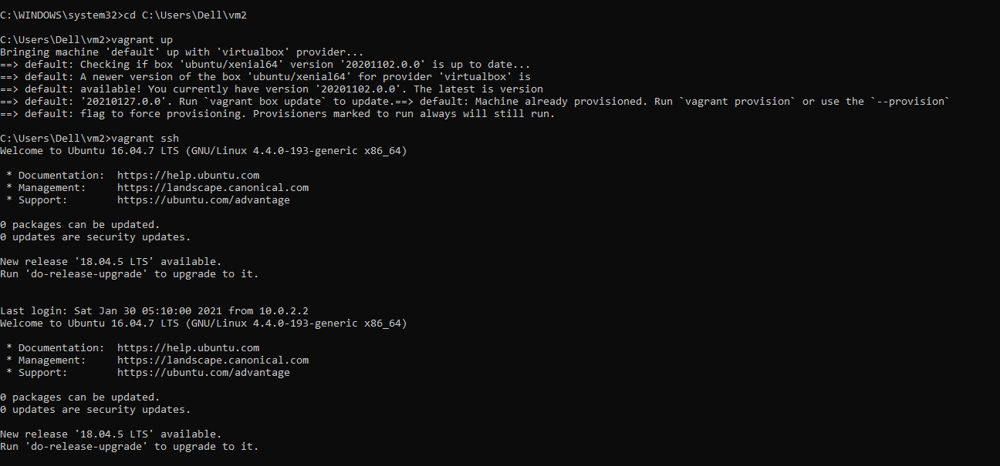 C:\WINDOWS\system32>cd C:\Users\Dell\vm2
C:\Users\Dell\vm2>vagrant up
Bringing machine 'default' up with 'virtualbox' provider...
==> default: Checking if box 'ubuntu/xenial64' version '20201102.0.0' is up to date...
==> default: A newer version of the box 'ubuntu/xenial64' for provider 'virtualbox' is
==> default: available! You currently have version '20201102.0.0'. The latest is version
==> default: '20210127.0.0'. Run `vagrant box update` to update.==> default: Machine already provisioned. Run `vagrant provision` or use the `--provision`
==> default: flag to force provisioning. Provisioners marked to run always will still run.
C:\Users\Dell\vm2>vagrant ssh
Welcome to Ubuntu 16.04.7 LTS (GNU/Linux 4.4.0-193-generic x86_64)
* Documentation:  https://help.ubuntu.com
* Management:     https://landscape.canonical.com
* Support:        https://ubuntu.com/advantage
0 packages can be updated.
0 updates are security updates.
New release '18.04.5 LTS' available.
Run 'do-release-upgrade' to upgrade to it.
Last login: Sat Jan 30 05:10:00 2021 from 10.0.2.2
Welcome to Ubuntu 16.04.7 LTS (GNU/Linux 4.4.0-193-generic x86_64)
* Documentation:  https://help.ubuntu.com
* Management:     https://landscape.canonical.com
* Support:        https://ubuntu.com/advantage
0 packages can be updated.
0 updates are security updates.
New release '18.04.5 LTS' available.
Run 'do-release-upgrade' to upgrade to it.